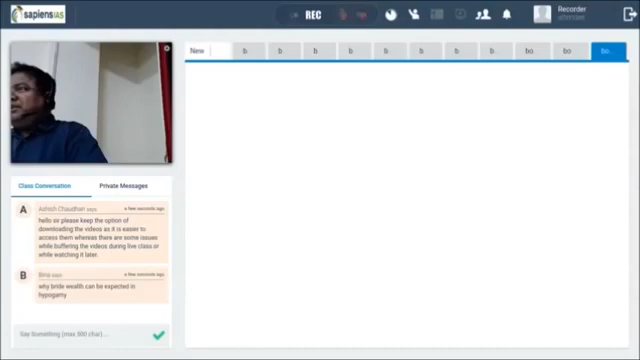 sapiensIAS
REC
Recorder
attendee
New
b
b
b
b
b
b
b
bo
bo
bo
Class Conversation
Private Messages
A
Ashish Chaudhari says
a few seconds ago
hello sir please keep the option of
downloading the videos as it is easier to
access them whereas there are some issues
while buffering the videos during live class or
while watching it later.
B
Bina says
a few seconds ago
why bride wealth can be expected in
hypogamy
Say Something (max 300 char)...